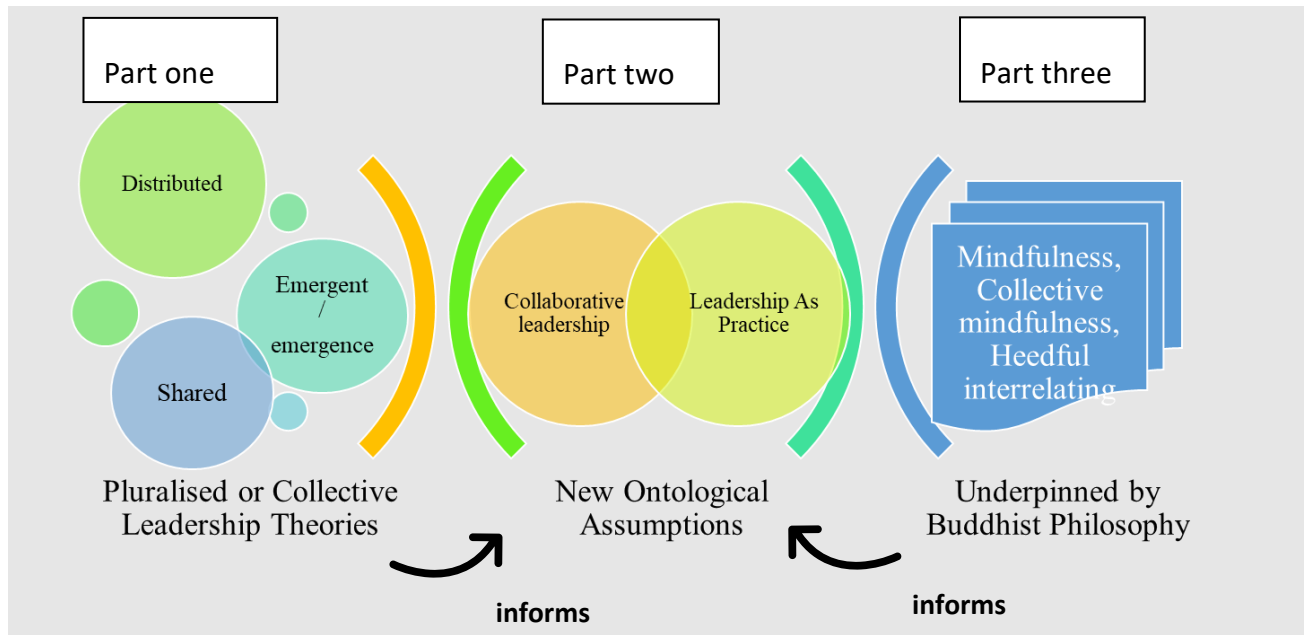 Part one
Part two
Part three
Distributed
Emergent
/
emergence
Shared
Collaborative
leadership
Leadership As
Practice
Mindfulness,
Collective
mindfulness,
Heedful
interrelating
Pluralised or Collective
Leadership Theories
New Ontological
Assumptions
Underpinned by
Buddhist Philosophy
informs
informs